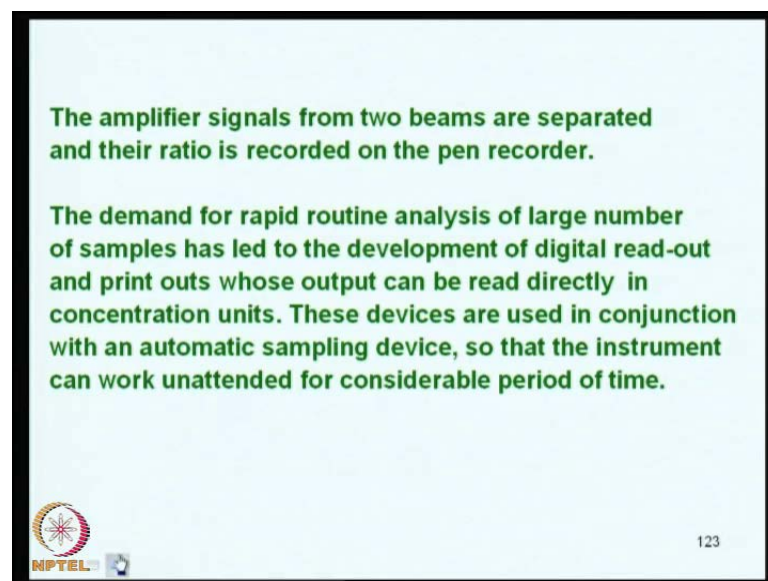 The amplifier signals from two beams are separated
and their ratio is recorded on the pen recorder.
The demand for rapid routine analysis of large number
of samples has led to the development of digital read-out
and print outs whose output can be read directly in
concentration units. These devices are used in conjunction
with an automatic sampling device, so that the instrument
can work unattended for considerable period of time.
123
NPTEL